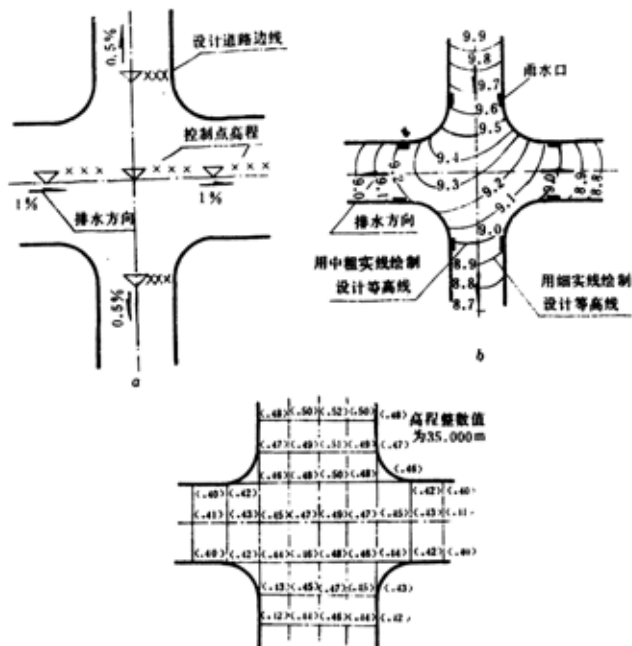 0.5%
×××
设计道路边线
控制点高程
× × ×
× × ×
1%
1%
排水方向
×××
0.5%
a
9.9
9.8
9.7
雨水口
9.6
9.5
9.4
9.3
9.2
9.1
9.0
9.0
9.1
9.2
9.0
8.9
8.8
排水方向
用中粗实线绘制
设计等高线
8.9
8.8
8.7
用细实线绘制
设计等高线
b
(.48) (.50) (.52) (.50) (.48)
高程整数值
为35.000m
(.47) (.49) (.51) (.49) (.47)
(.46) (.48) (.50) (.48) (.46)
(.40) (.42) (.42) (.40)
(.41) (.43) (.45) (.47) (.49) (.47) (.45) (.43) (.41)
(.40) (.42) (.44) (.46) (.48) (.46) (.44) (.42) (.40)
(.43) (.45) (.47) (.45) (.43)
(.42) (.44) (.46) (.44) (.42)